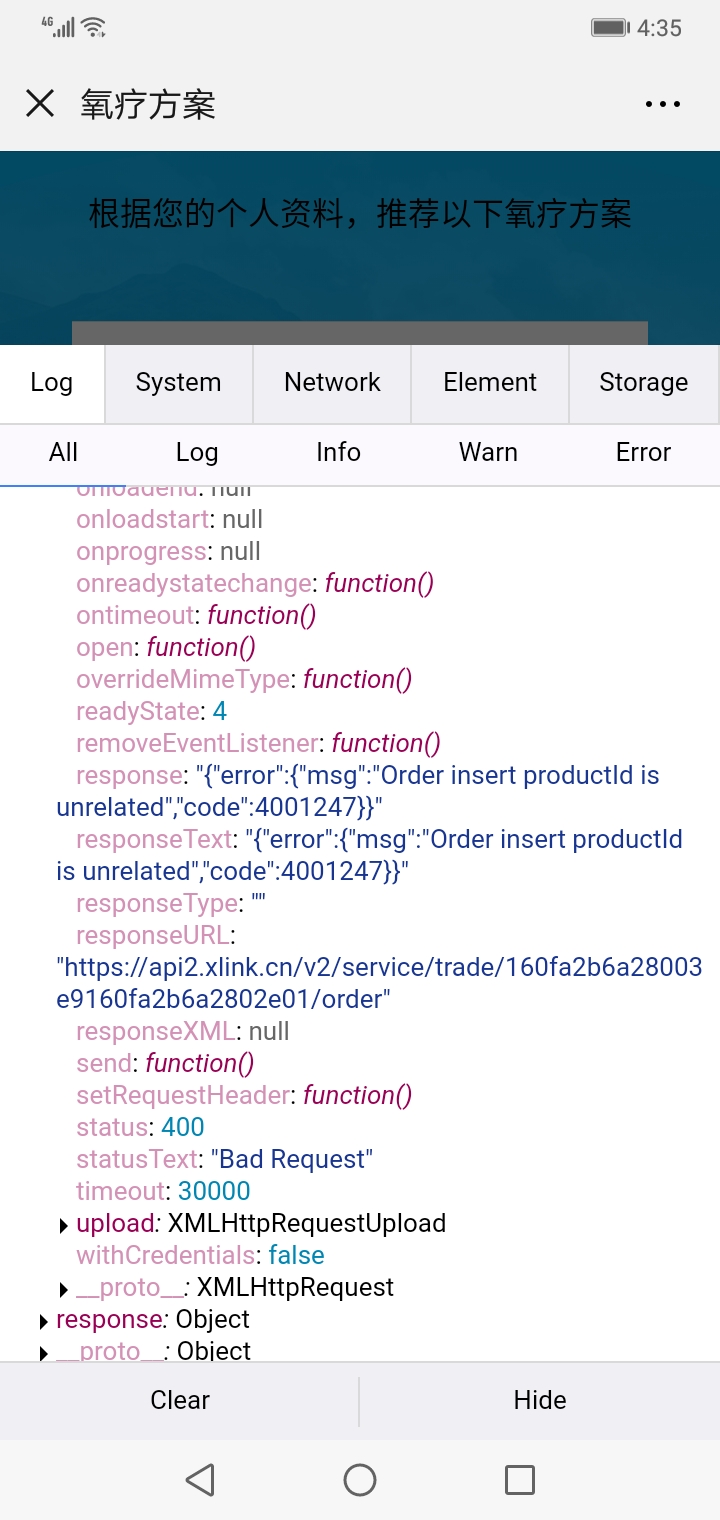 4G 4:35
氧疗方案
根据您的个人资料，推荐以下氧疗方案
Log System Network Element Storage
All Log Info Warn Error
onloadend: null
onloadstart: null
onprogress: null
onreadystatechange: function()
ontimeout: function()
open: function()
overrideMimeType: function()
readyState: 4
removeEventListener: function()
response: "{"error":{"msg":"Order insert productId is
unrelated","code":4001247}}"
responseText: "{"error":{"msg":"Order insert productId
is unrelated","code":4001247}}"
responseType: ""
responseURL:
"https://api2.xlink.cn/v2/service/trade/160fa2b6a28003
e9160fa2b6a2802e01/order"
responseXML: null
send: function()
setRequestHeader: function()
status: 400
statusText: "Bad Request"
timeout: 30000
upload: XMLHttpRequestUpload
withCredentials: false
__proto__: XMLHttpRequest
response: Object
__proto__: Object
Clear Hide